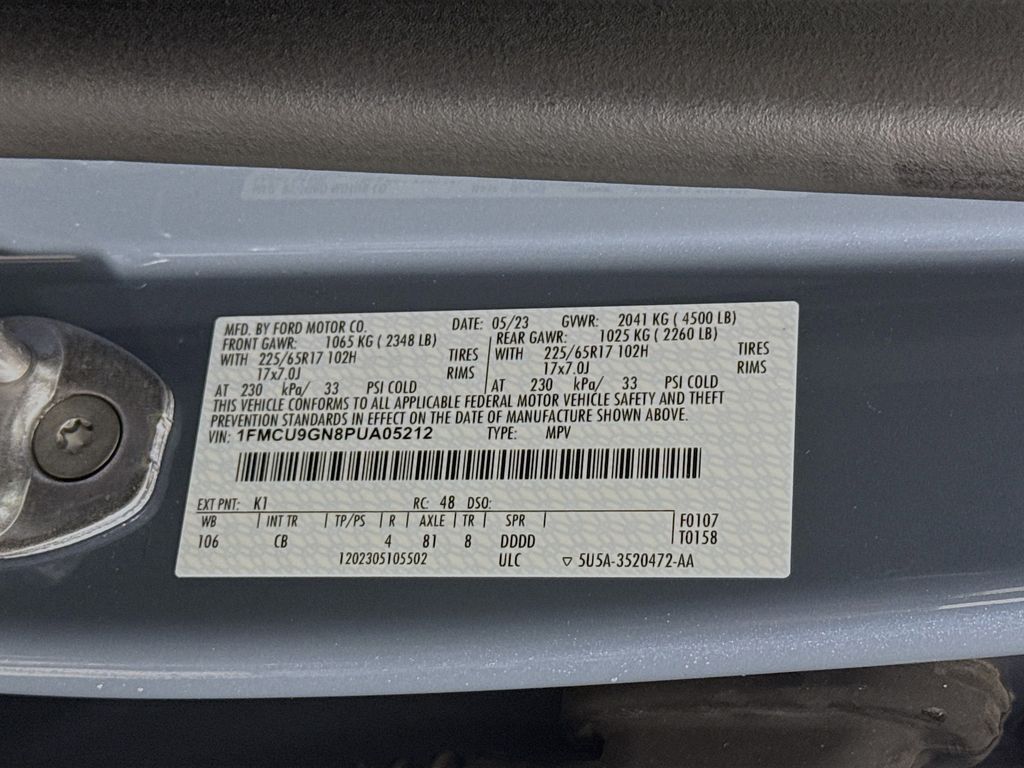 MFD. BY FORD MOTOR CO. DATE: 05/23 GVWR: 2041 KG ( 4500 LB)
FRONT GAWR: 1065 KG ( 2348 LB) REAR GAWR: 1025 KG ( 2260 LB)
WITH 225/65R17 102H TIRES WITH 225/65R17 102H TIRES
17x7.0J RIMS 17x7.0J RIMS
AT 230 kPa/ 33 PSI COLD AT 230 kPa/ 33 PSI COLD
THIS VEHICLE CONFORMS TO ALL APPLICABLE FEDERAL MOTOR VEHICLE SAFETY AND THEFT
PREVENTION STANDARDS IN EFFECT ON THE DATE OF MANUFACTURE SHOWN ABOVE.
VIN: 1FMCU9GN8PUA05212 TYPE: MPV
EXT PNT: K1 RC: 48 DSO:
WB INT TR TP/PS R AXLE TR SPR F0107
106 CB 4 81 8 DDDD T0158
1202305105502 ULC ▽ 5U5A-3520472-AA